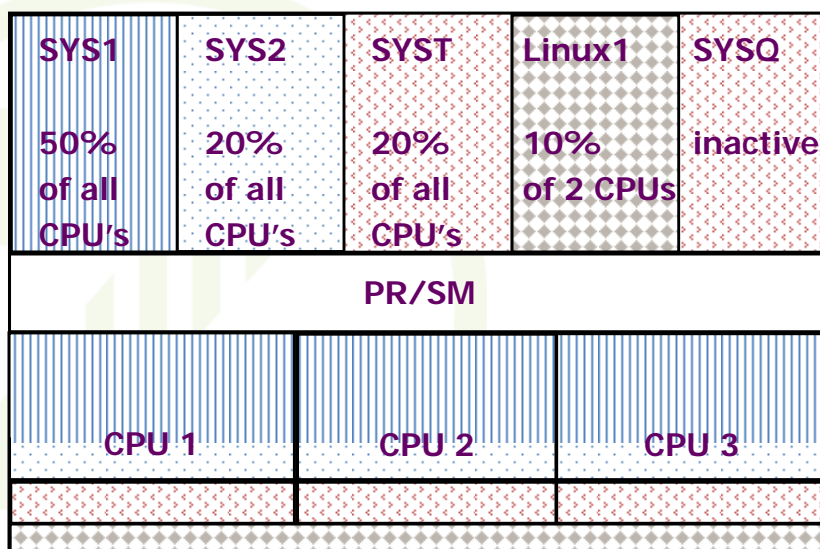 SYS1 SYS2 SYST Linux1 SYSQ
50% 20% 20% 10% inactive
of all of all of all of 2 CPUs
CPU's CPU's CPU's
PR/SM
CPU 1 CPU 2 CPU 3